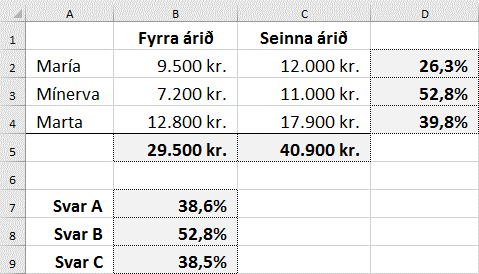 A B C D
1 Fyrra árið Seinna árið
2 María 9.500 kr. 12.000 kr. 26,3%
3 Mínerva 7.200 kr. 11.000 kr. 52,8%
4 Marta 12.800 kr. 17.900 kr. 39,8%
5 29.500 kr. 40.900 kr.
6
7 Svar A 38,6%
8 Svar B 52,8%
9 Svar C 38,5%